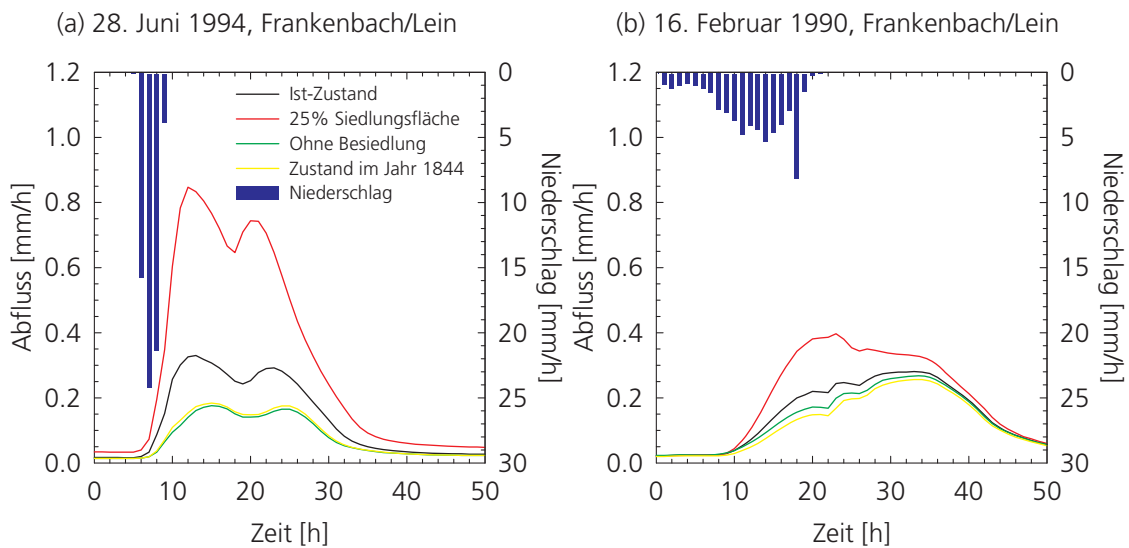 (a) 28. Juni 1994, Frankenbach/Lein
1.2
1.0
0.8
0.6
0.4
0.2
0.0
Abfluss [mm/h]
0
5
10
15
20
25
30
Niederschlag [mm/h]
Ist-Zustand
25% Siedlungsfläche
Ohne Besiedlung
Zustand im Jahr 1844
Niederschlag
0 10 20 30 40 50
Zeit [h]
(b) 16. Februar 1990, Frankenbach/Lein
1.2
1.0
0.8
0.6
0.4
0.2
0.0
Abfluss [mm/h]
0
5
10
15
20
25
30
Niederschlag [mm/h]
0 10 20 30 40 50
Zeit [h]